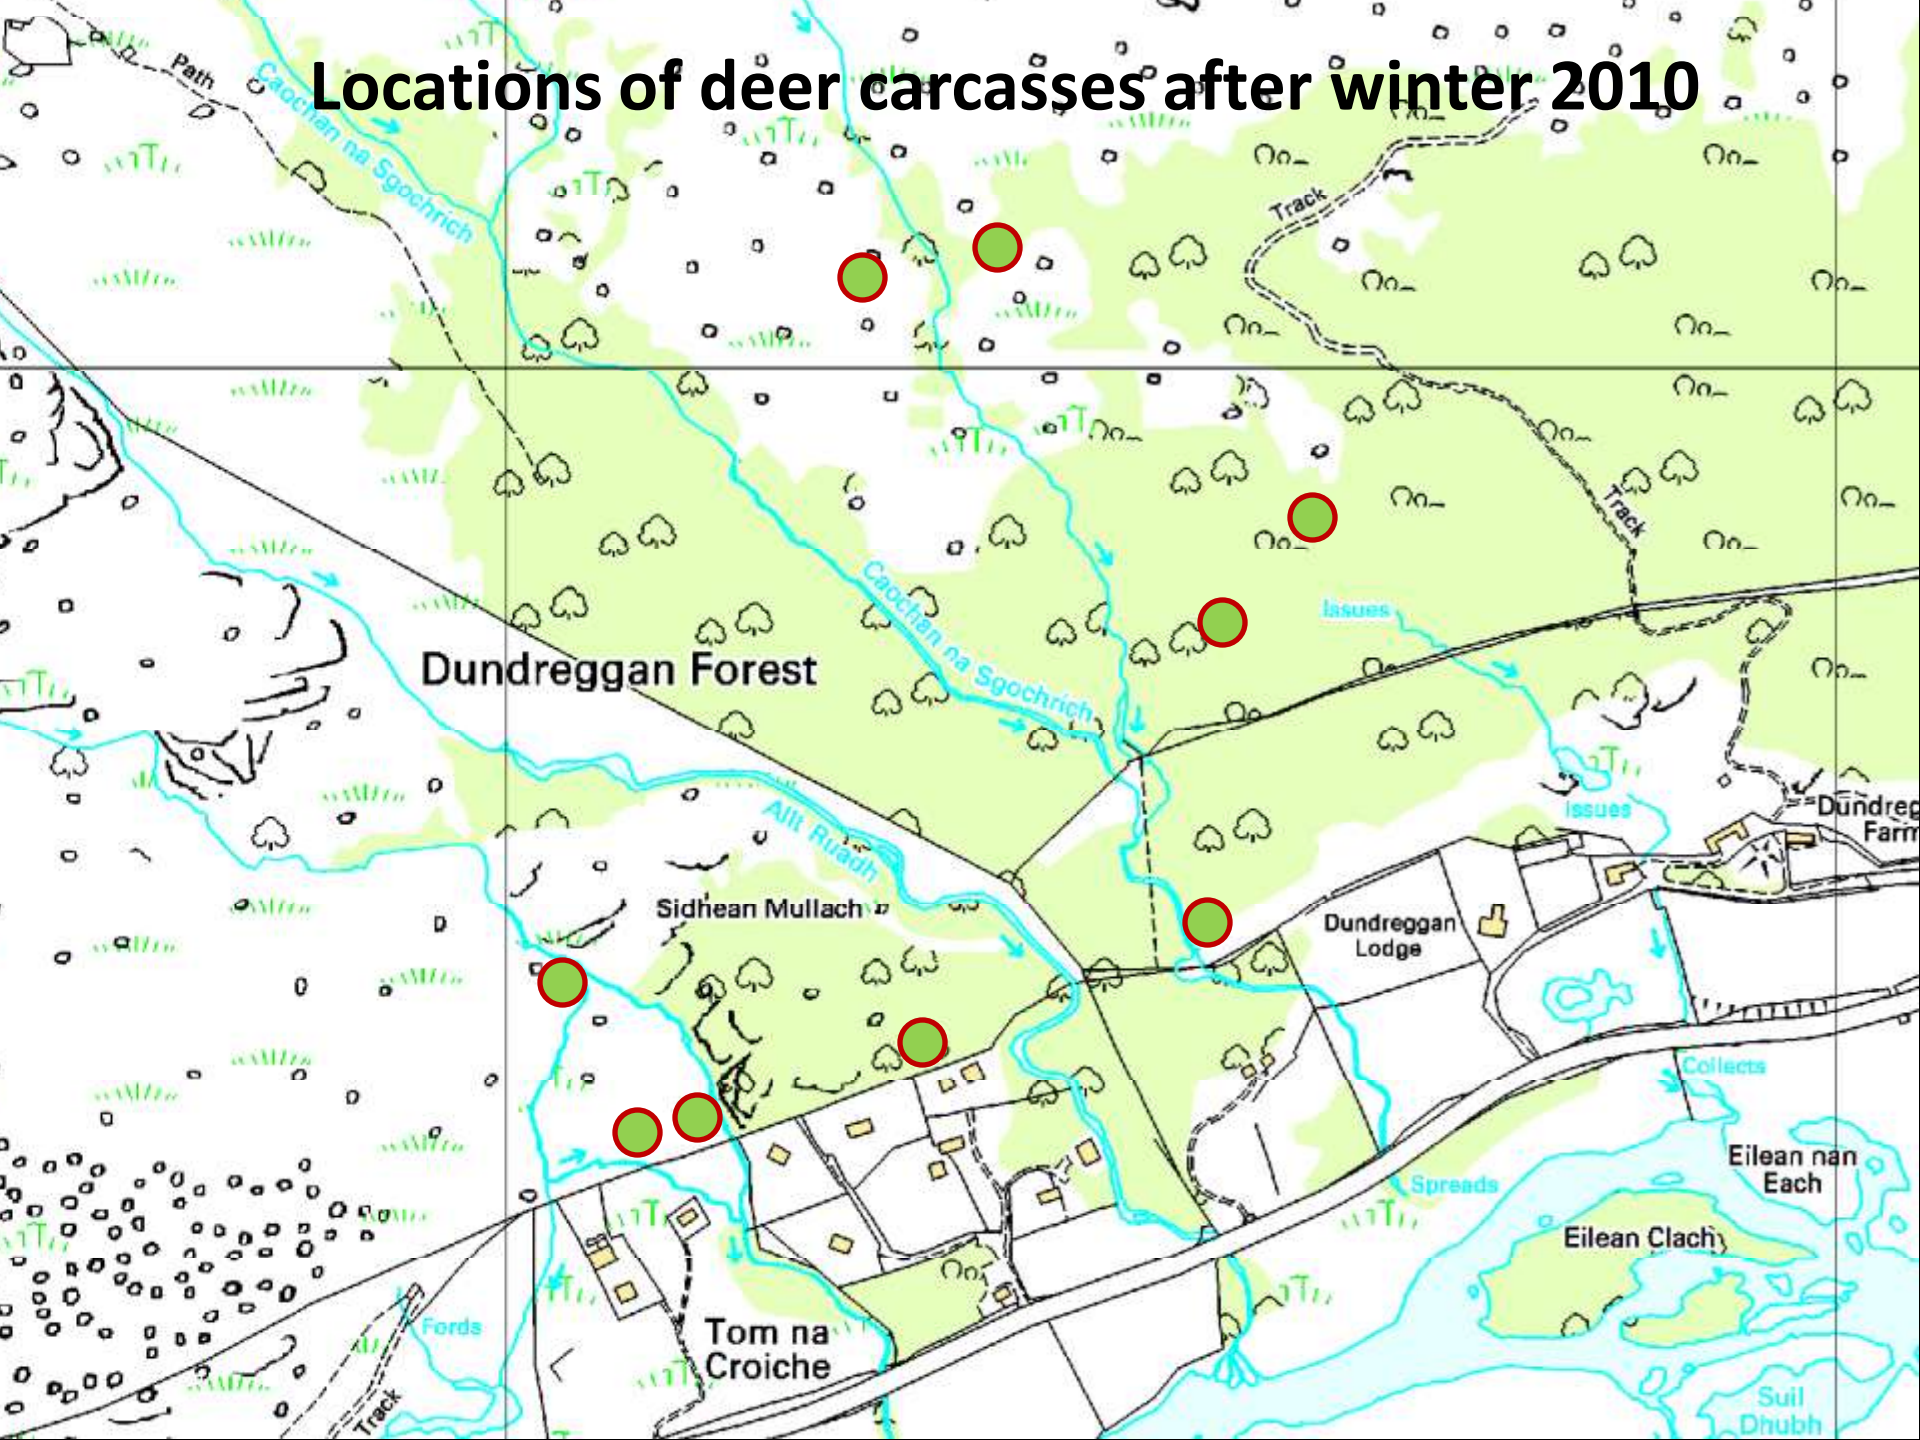 Locations of deer carcasses after winter 2010
Path
Caochan na Sgochrich
Track
Track
Caochan na Sgochrich
Issues
Dundreggan Forest
Issues
Allt Ruadh
Dundreg
Farm
Sidhean Mullach
Dundreggan
Lodge
Collects
Eilean nan
Each
Spreads
Eilean Clach
Fords
Tom na
Croiche
Track
Suil
Dhubh